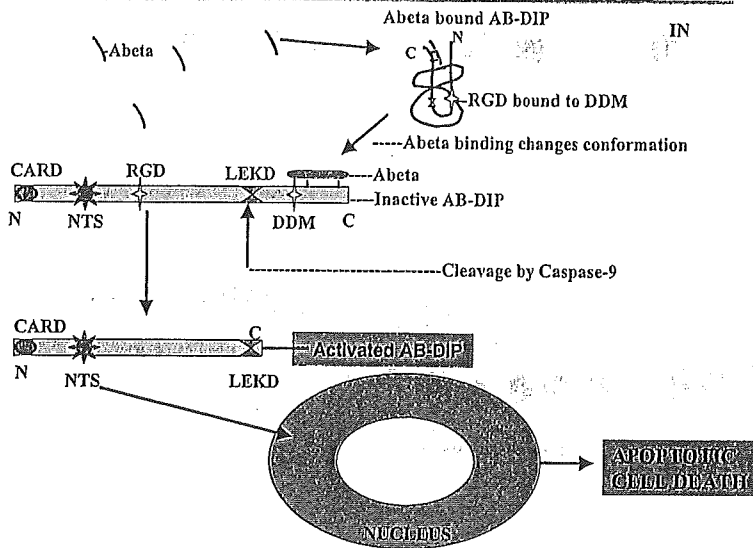 Abeta bound AB-DIP
IN
Abeta
C
N
RGD bound to DDM
Abeta binding changes conformation
CARD
RGD
LEKD
Abeta
Inactive AB-DIP
N
NTS
DDM
C
Cleavage by Caspase-9
CARD
C
Activated AB-DIP
N
NTS
LEKD
APOPTOTIC
CELL DEATH
NUCLEUS